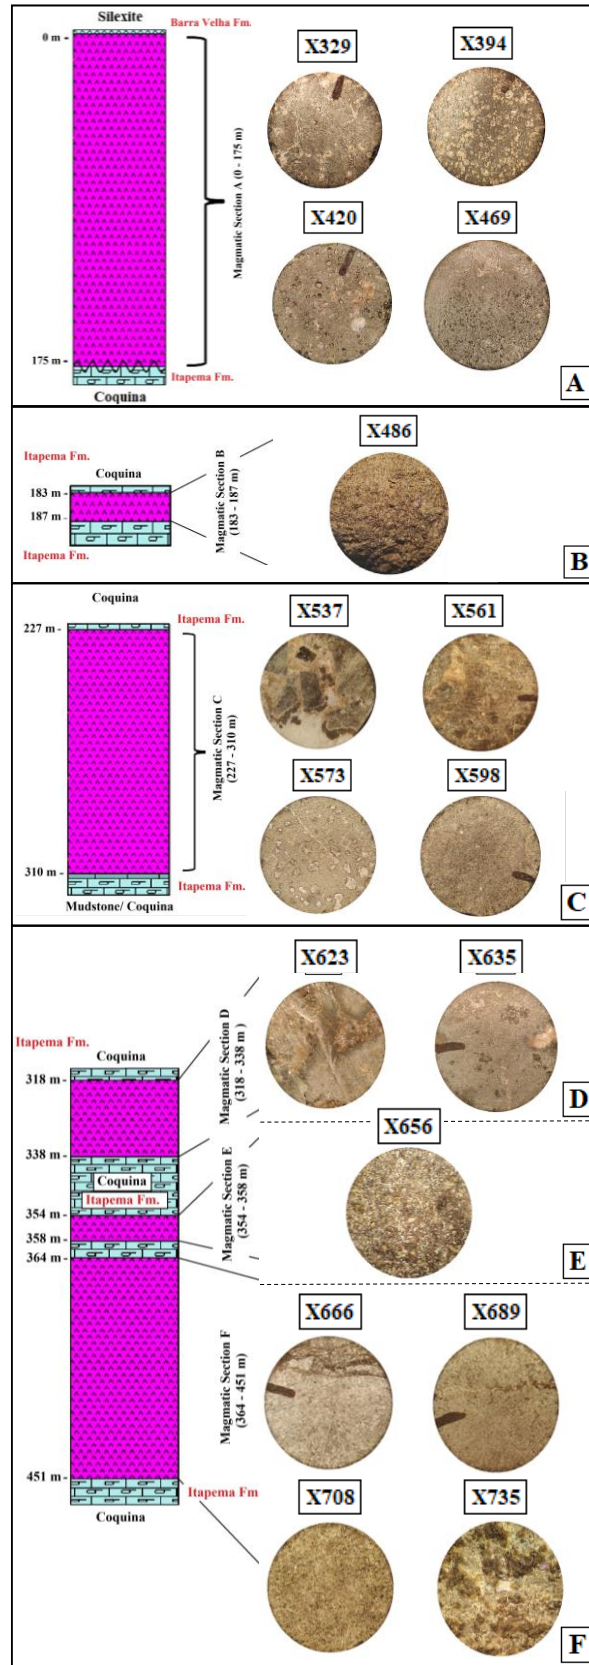 Silexite
Barra Velha Fm.
0 m -
Magmatic Section A (0 - 175 m)
175 m -
Itapema Fm.
Coquina
X329
X394
X420
X469
A
Itapema Fm.
Coquina
183 m -
187 m -
Itapema Fm.
Magmatic Section B
(183 - 187 m)
X486
B
Coquina
Itapema Fm.
227 m -
Magmatic Section C
(227 - 310 m)
310 m -
Itapema Fm.
Mudstone/ Coquina
X537
X561
X573
X598
C
Itapema Fm.
Coquina
318 m -
338 m -
Coquina
Itapema Fm.
354 m -
358 m -
364 m -
451 m -
Itapema Fm
Coquina
Magmatic Section D
(318 - 338 m )
X623
X635
D
Magmatic Section E
(354 - 358 m)
X656
E
Magmatic Section F
(364 - 451 m)
X666
X689
X708
X735
F